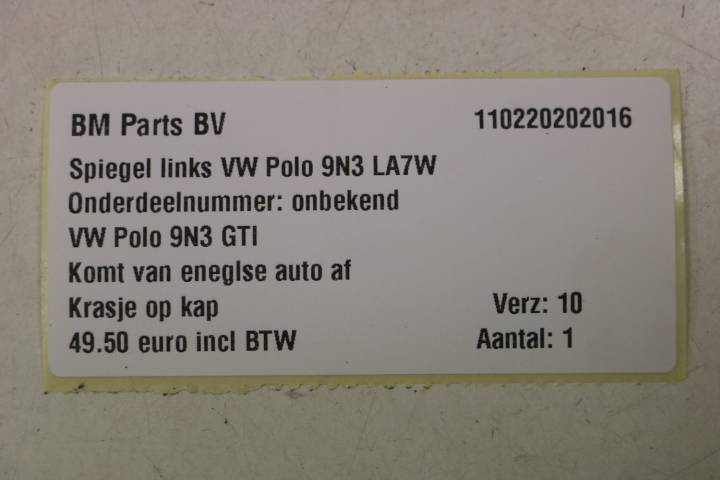 BM Parts BV 110220202016
Spiegel links VW Polo 9N3 LA7W
Onderdeelnummer: onbekend
VW Polo 9N3 GTI
Komt van eneglse auto af
Krasje op kap Verz: 10
49.50 euro incl BTW Aantal: 1